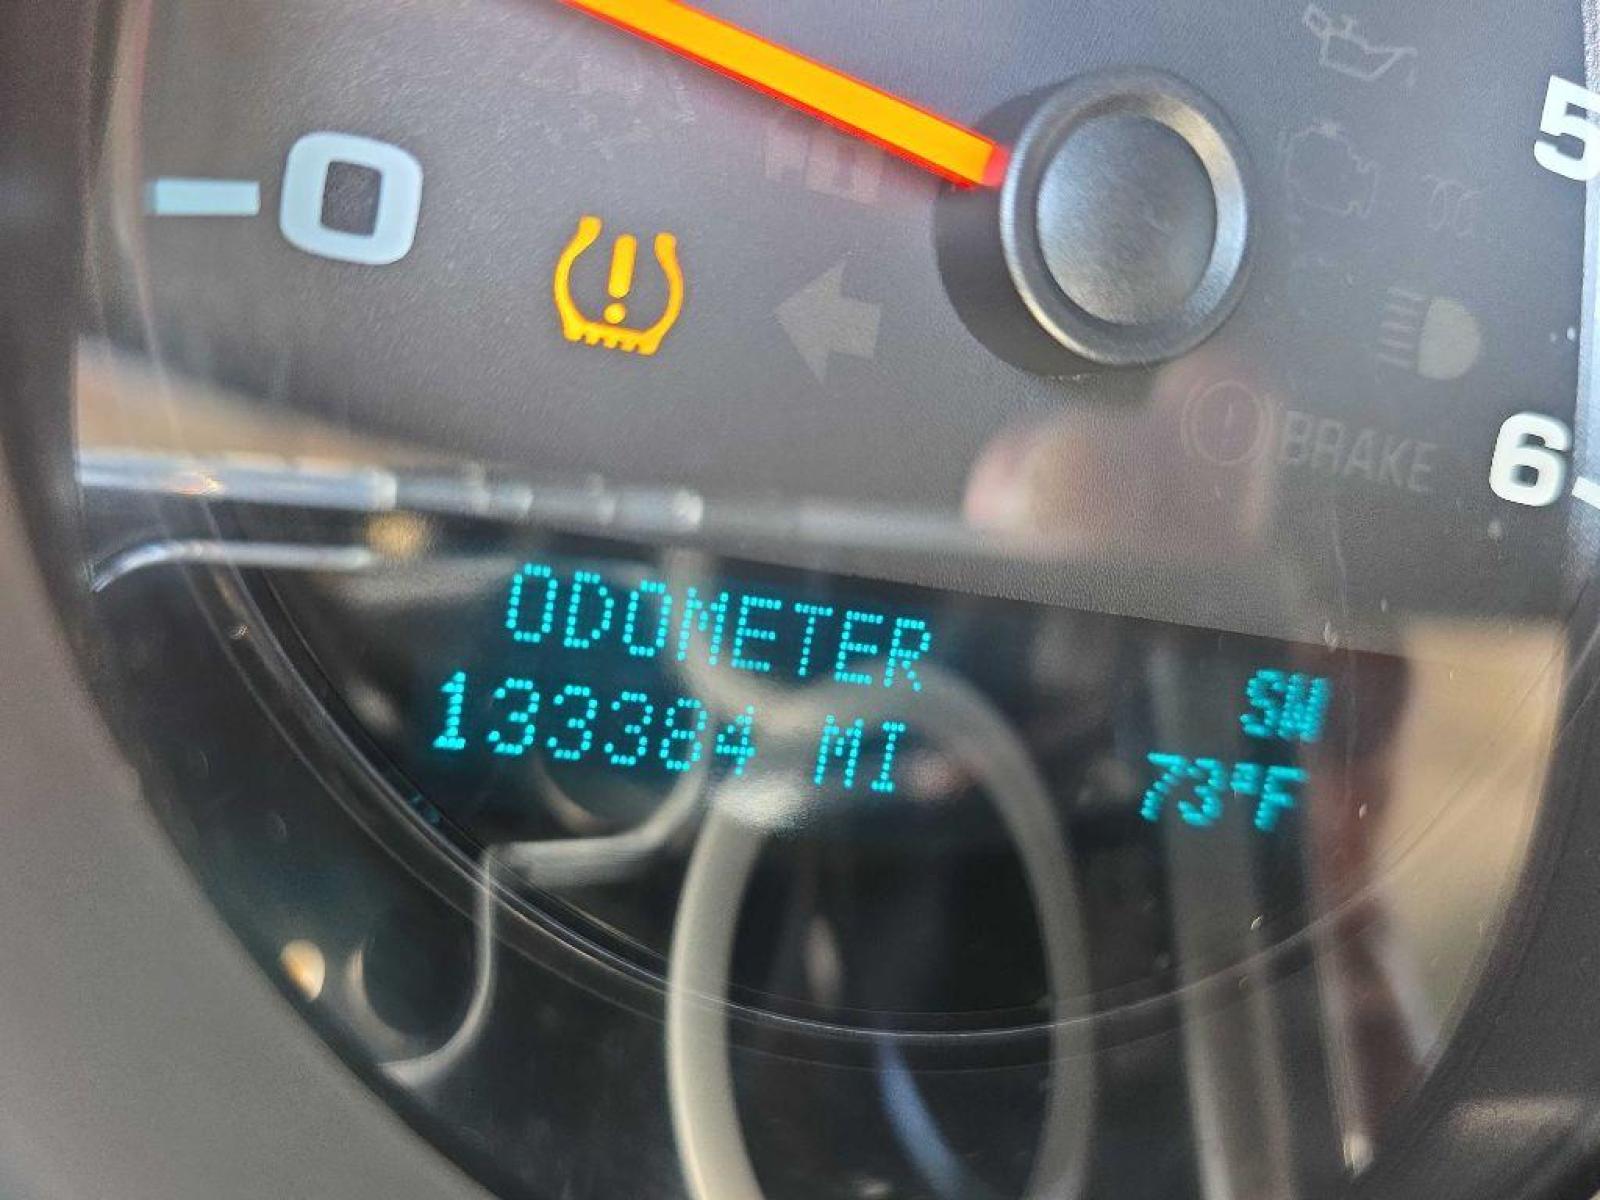 5
0
BRAKE
6
ODOMETER
133384 MI
SW
73°F